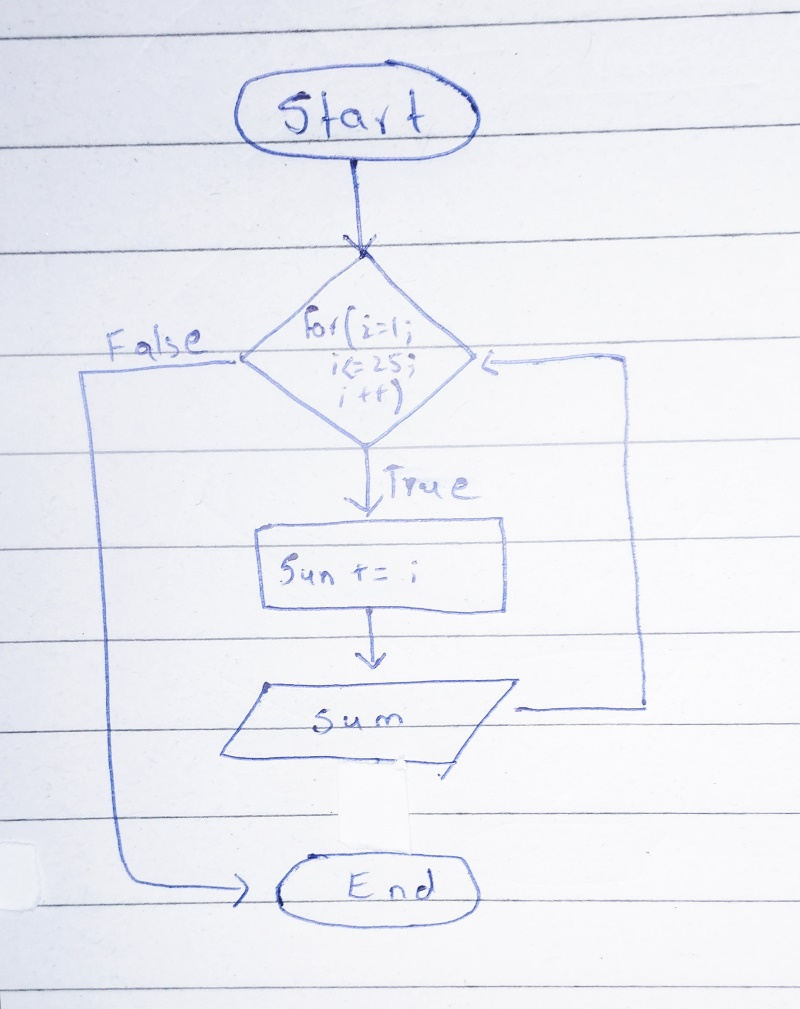 Start
for(i=1;
i<=25;
i++)
False
True
Sum += i
Sum
End